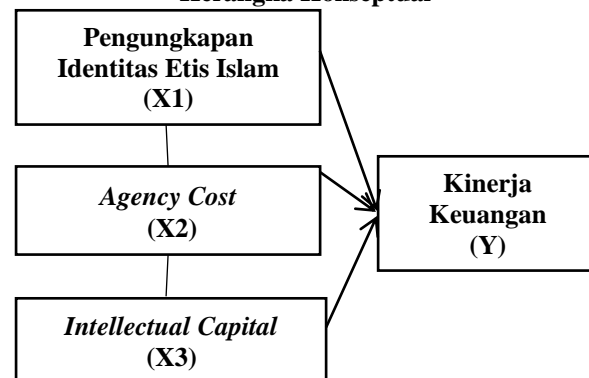 Kerangka Konseptual
Pengungkapan
Identitas Etis Islam
(X1)
Agency Cost
(X2)
Kinerja
Keuangan
(Y)
Intellectual Capital
(X3)